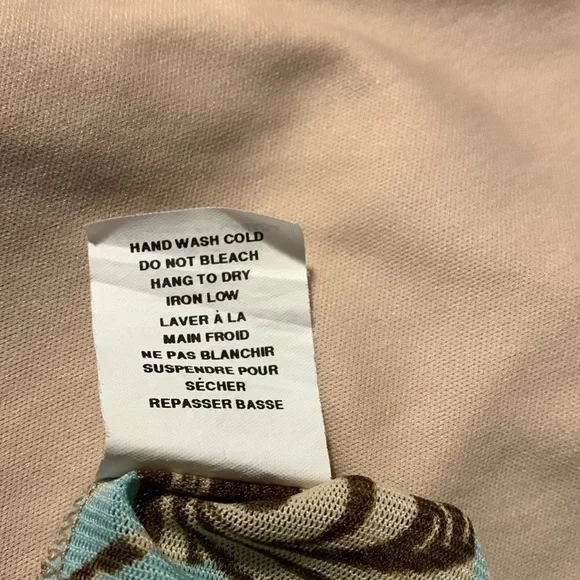 HAND WASH COLD
DO NOT BLEACH
HANG TO DRY
IRON LOW
LAVER À LA
MAIN FROID
NE PAS BLANCHIR
SUSPENDRE POUR
SÉCHER
REPASSER BASSE